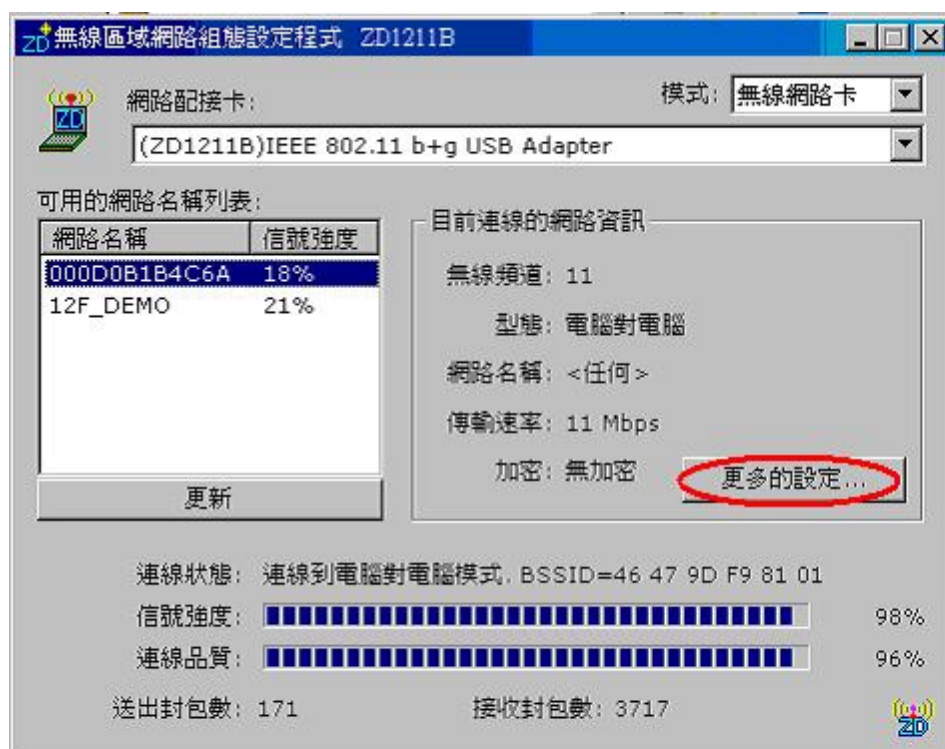 ZD 無線區域網路組態設定程式 ZD1211B
ZD
網路配接卡:
模式: 無線網路卡
(ZD1211B)IEEE 802.11 b+g USB Adapter
可用的網路名稱列表:
網路名稱 信號強度
000D0B1B4C6A 18%
12F_DEMO 21%
更新
目前連線的網路資訊
無線頻道: 11
型態: 電腦對電腦
網路名稱: <任何>
傳輸速率: 11 Mbps
加密: 無加密
更多的設定...
連線狀態: 連線到電腦對電腦模式. BSSID=46 47 9D F9 81 01
信號強度: 98%
連線品質: 96%
送出封包數: 171 接收封包數: 3717
ZD